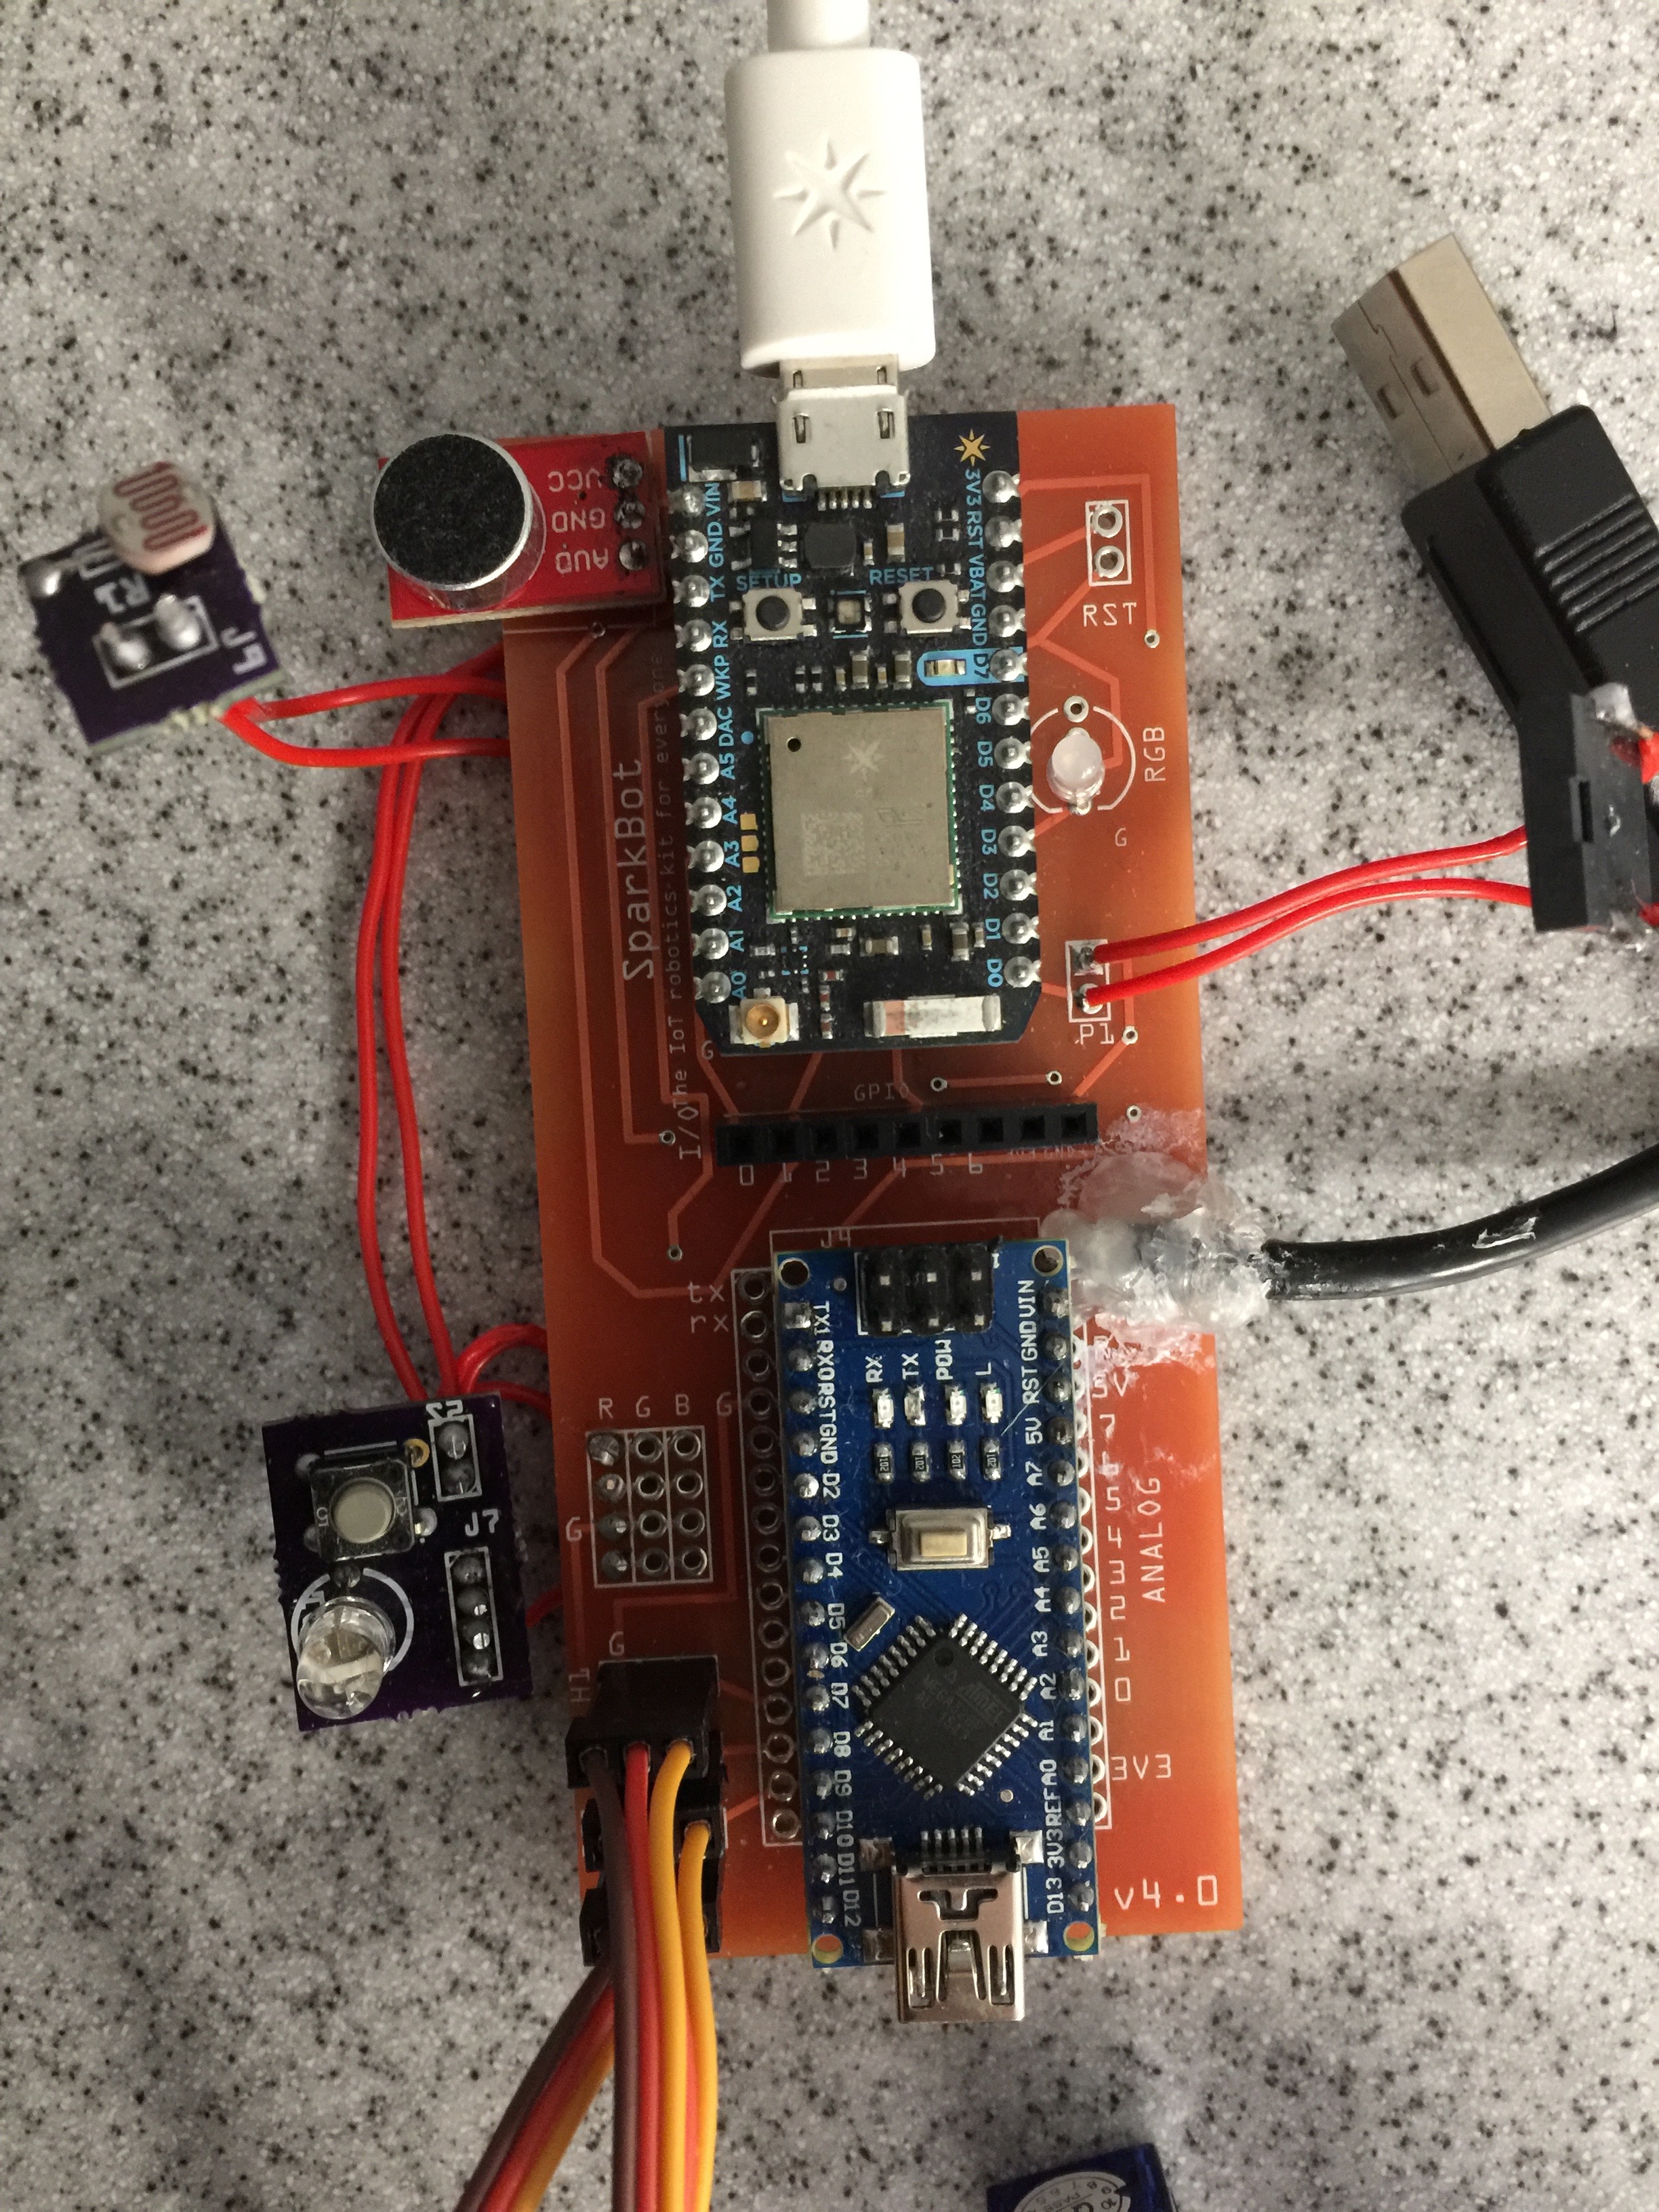 VCC
GND
AUD
R1
VIN
GND
TX
RX
WKP
DAC
A5
A4
A3
A2
A1
A0
SETUP
RESET
3V3
RST
VBAT
GND
D7
D6
D5
D4
D3
D2
D1
D0
RST
RGB
G
P1
SparkBot
The IoT robotics kit for everyone
G
GPIO
I/O
0 1 2 3 4 5 6
J4
TX1
RX0
RST
GND
D2
D3
D4
D5
D6
D7
D8
D9
D10
D11
D12
RX
TX
POW
L
1
VIN
GND
RST
5V
A7
A6
A5
A4
A3
A2
A1
A0
REF
3V3
D13
102
102
102
102
R G B G
G
G
H1
J7
5V
7
5
4
3
2
1
0
3V3
ANALOG
v4.0